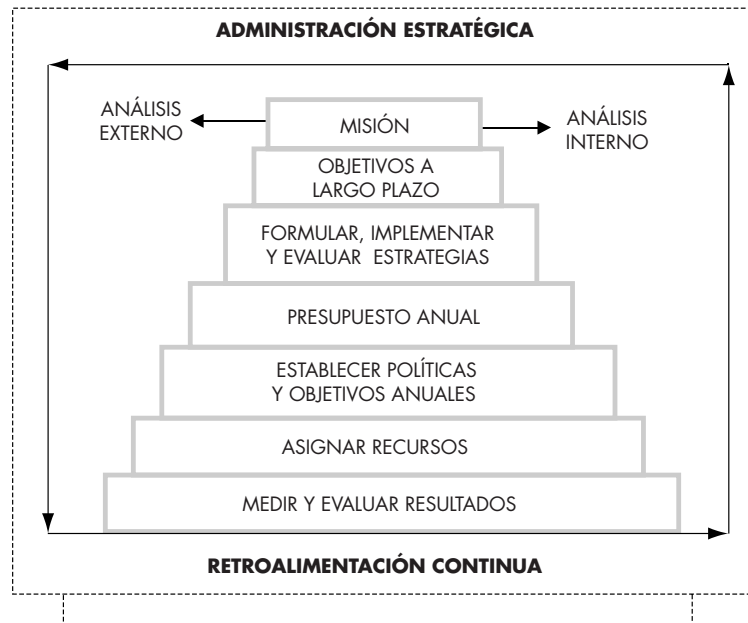 ADMINISTRACIÓN ESTRATÉGICA
ANÁLISIS
EXTERNO
MISIÓN
ANÁLISIS
INTERNO
OBJETIVOS A
LARGO PLAZO
FORMULAR, IMPLEMENTAR
Y EVALUAR ESTRATEGIAS
PRESUPUESTO ANUAL
ESTABLECER POLÍTICAS
Y OBJETIVOS ANUALES
ASIGNAR RECURSOS
MEDIR Y EVALUAR RESULTADOS
RETROALIMENTACIÓN CONTINUA